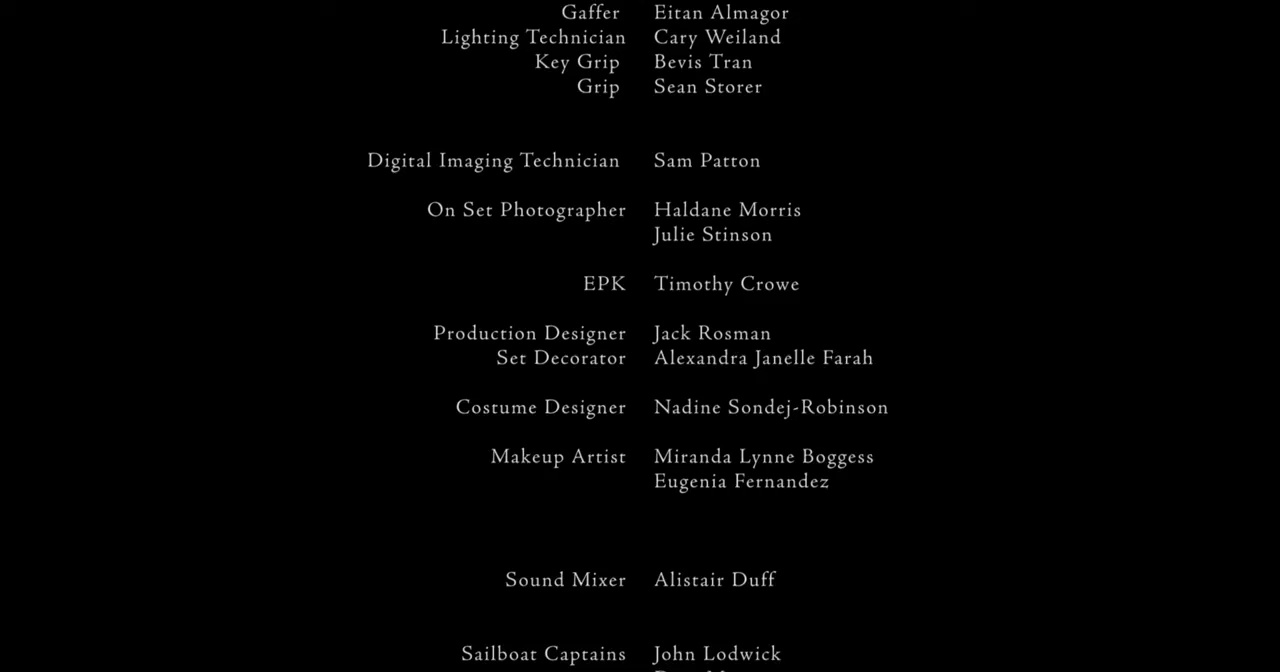 Gaffer Eitan Almagor
Lighting Technician Cary Weiland
Key Grip Bevis Tran
Grip Sean Storer
Digital Imaging Technician Sam Patton
On Set Photographer Haldane Morris
Julie Stinson
EPK Timothy Crowe
Production Designer Jack Rosman
Set Decorator Alexandra Janelle Farah
Costume Designer Nadine Sondej-Robinson
Makeup Artist Miranda Lynne Boggess
Eugenia Fernandez
Sound Mixer Alistair Duff
Sailboat Captains John Lodwick